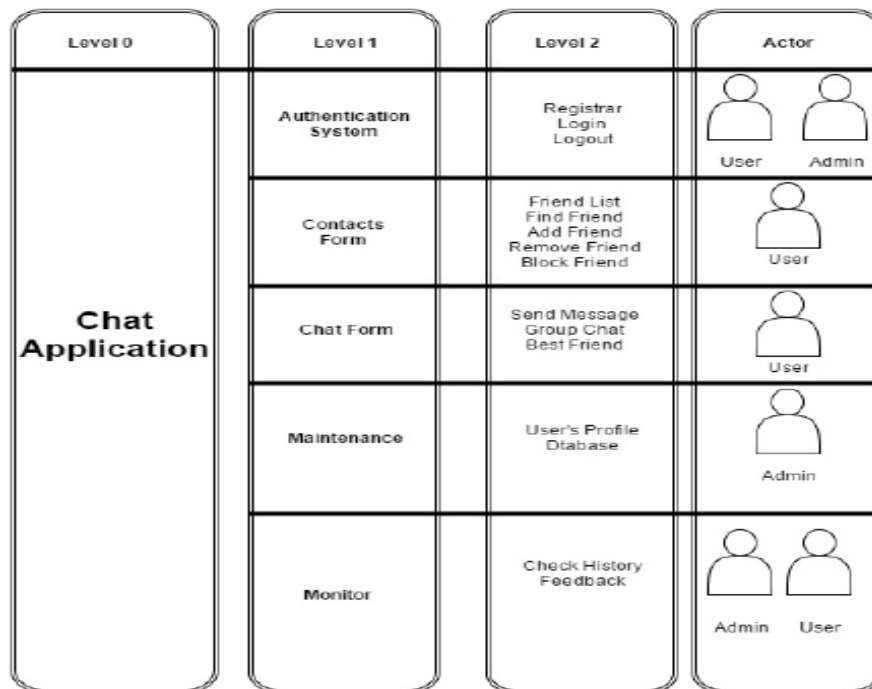 Level 0
Level 1
Level 2
Actor
Chat
Application
Authentication
System
Registrar
Login
Logout
User
Admin
Contacts
Form
Friend List
Find Friend
Add Friend
Remove Friend
Block Friend
User
Chat Form
Send Message
Group Chat
Best Friend
User
Maintenance
User's Profile
Dtabase
Admin
Monitor
Check History
Feedback
Admin
User